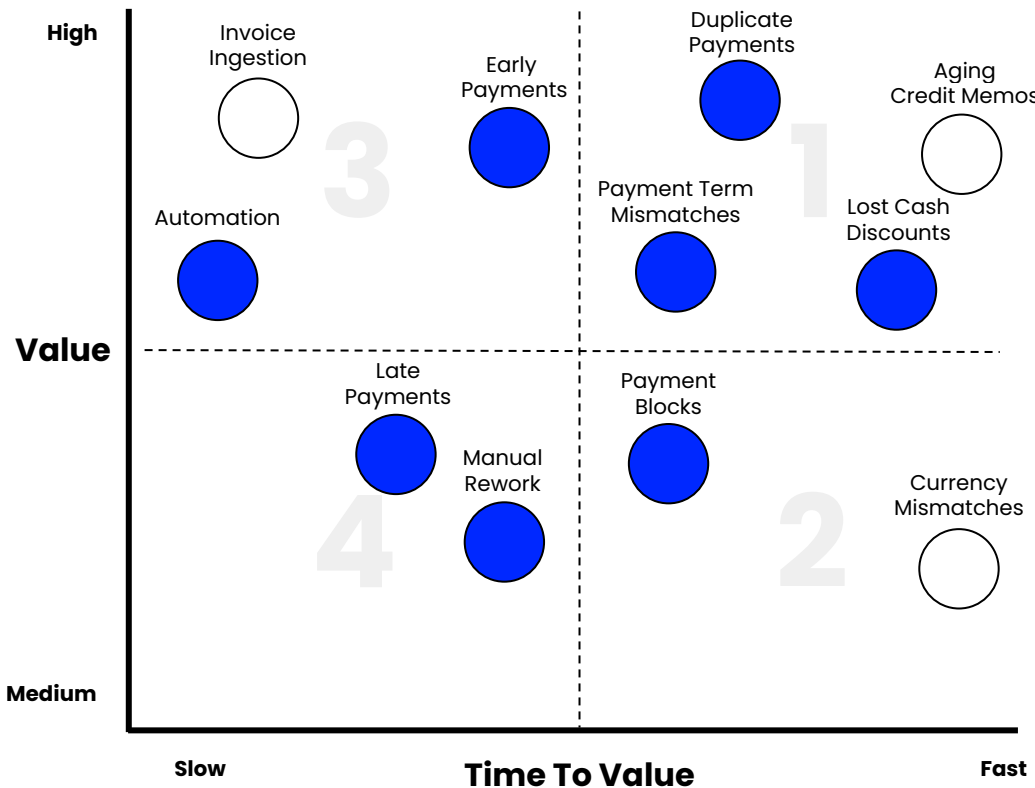 High
Invoice
Ingestion
Early
Payments
Duplicate
Payments
Aging
Credit Memos
3
1
Automation
Payment Term
Mismatches
Lost Cash
Discounts
Value
Late
Payments
Manual
Rework
Payment
Blocks
Currency
Mismatches
4
2
Medium
Slow
Time To Value
Fast